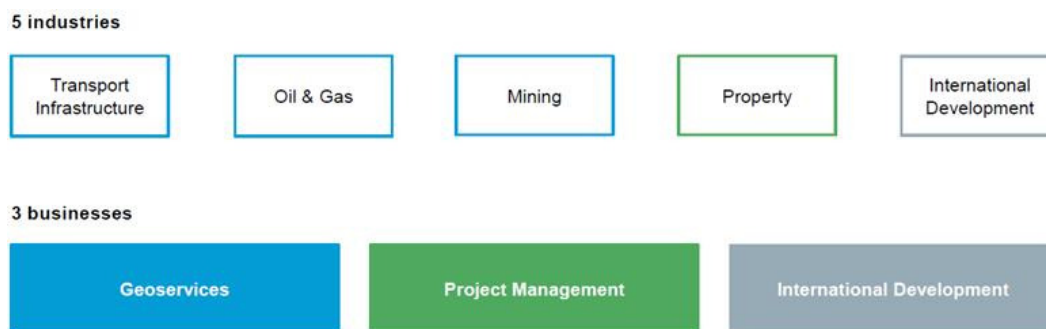 5 industries
Transport
Infrastructure
Oil & Gas
Mining
Property
International
Development
3 businesses
Geoservices
Project Management
International Development